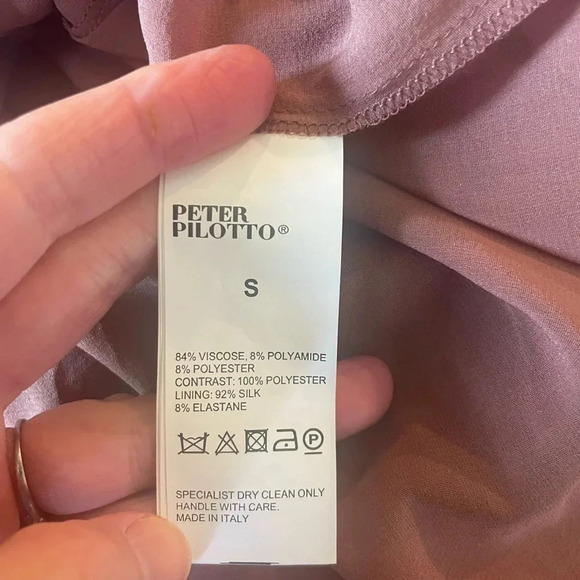 PETER
PILOTTO®
S
84% VISCOSE, 8% POLYAMIDE
8% POLYESTER
CONTRAST: 100% POLYESTER
LINING: 92% SILK
8% ELASTANE
P
SPECIALIST DRY CLEAN ONLY
HANDLE WITH CARE.
MADE IN ITALY